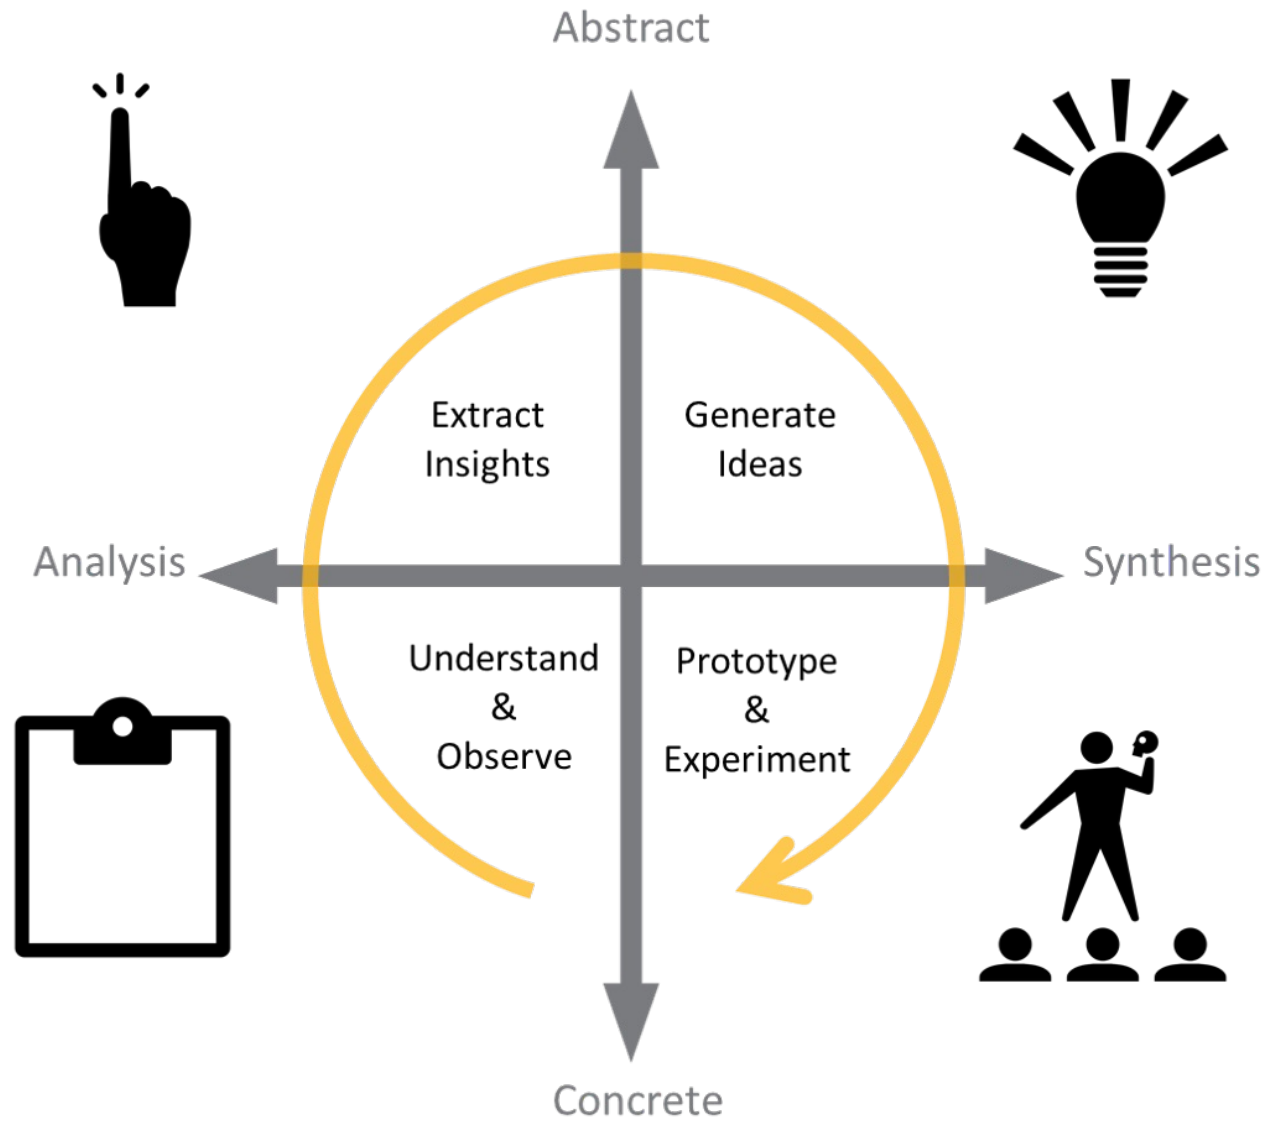 Abstract
Extract
Insights
Generate
Ideas
Analysis
Synthesis
Understand
&
Observe
Prototype
&
Experiment
Concrete